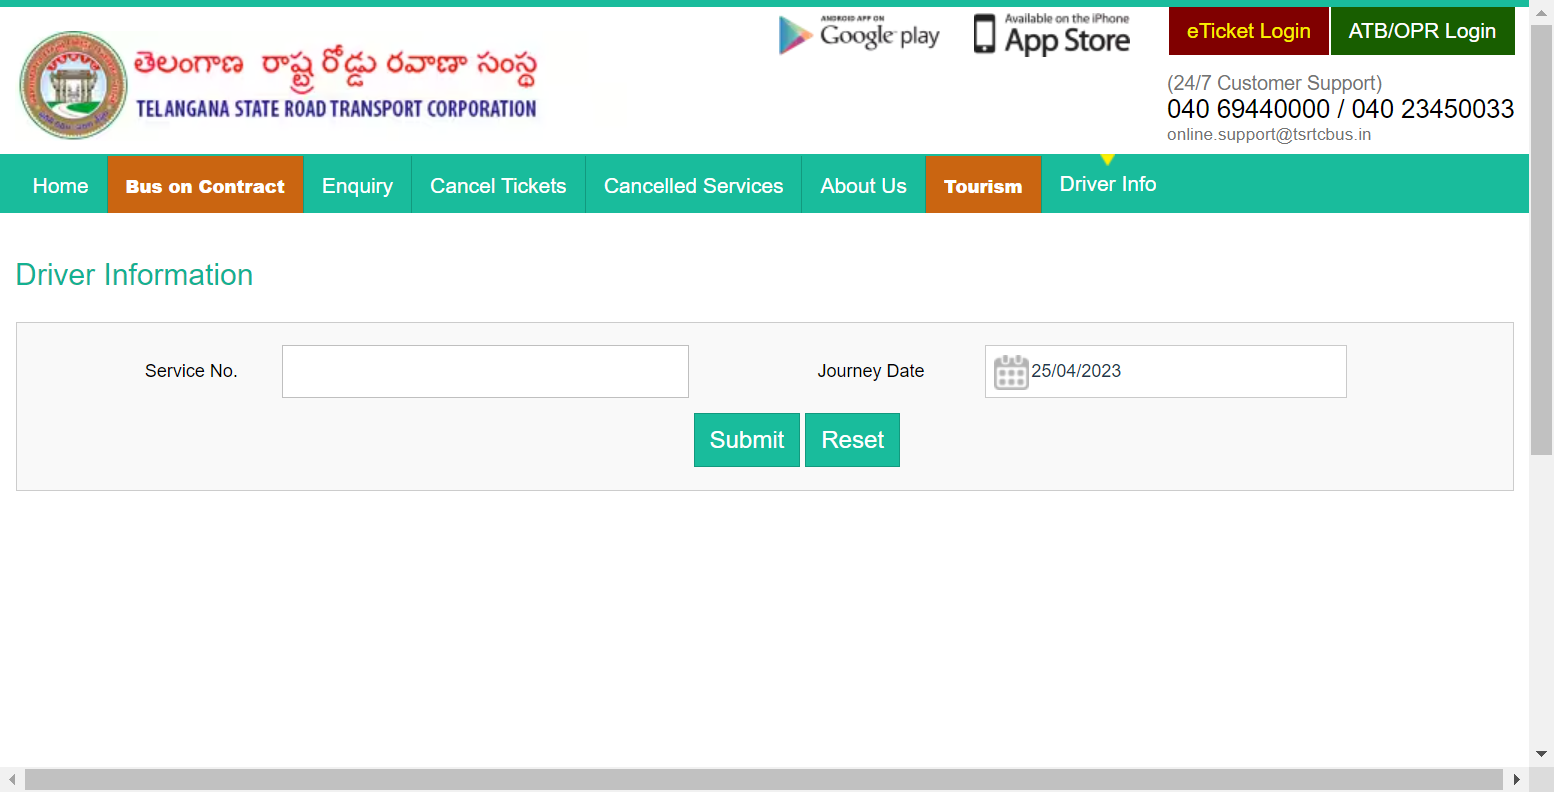 ANDROID APP ON
Google play
Available on the iPhone
App Store
eTicket Login
ATB/OPR Login
తెలంగాణ రాష్ట్ర రోడ్డు రవాణా సంస్థ
TELANGANA STATE ROAD TRANSPORT CORPORATION
(24/7 Customer Support)
040 69440000 / 040 23450033
online.support@tsrtcbus.in
Home
Bus on Contract
Enquiry
Cancel Tickets
Cancelled Services
About Us
Tourism
Driver Info
Driver Information
Service No.
Journey Date
25/04/2023
Submit
Reset